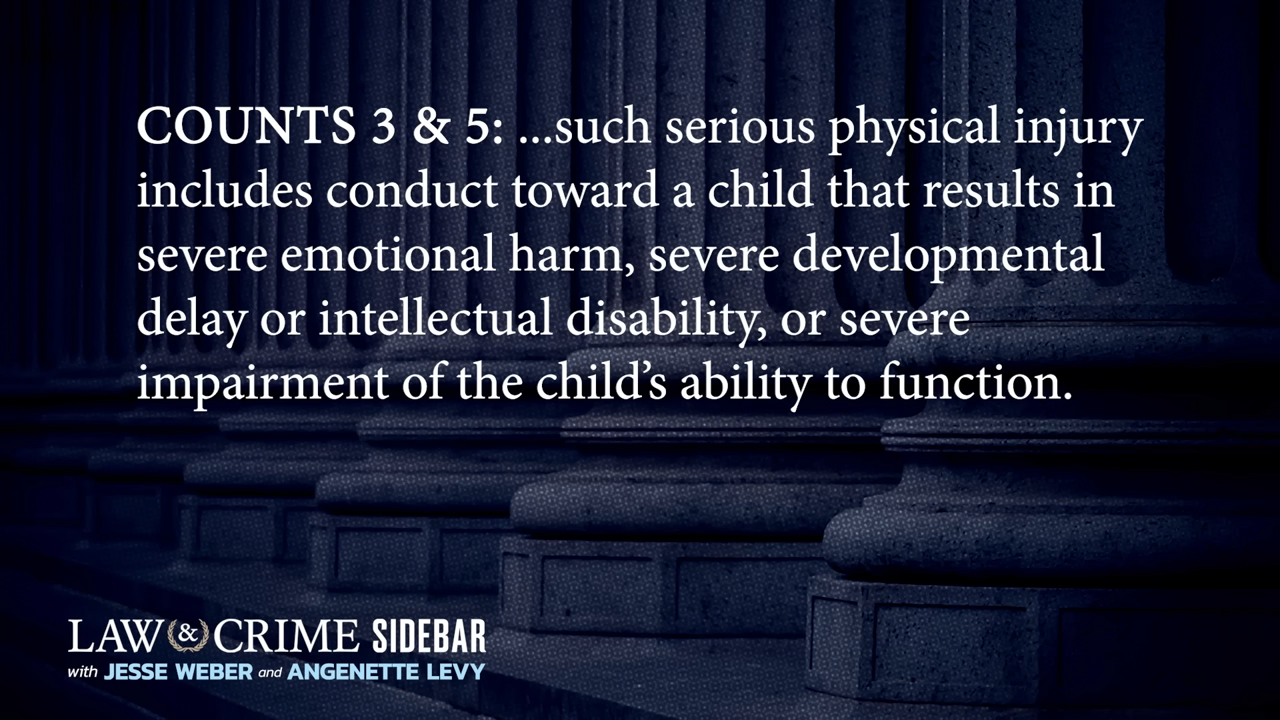 COUNTS 3 & 5: ...such serious physical injury
includes conduct toward a child that results in
severe emotional harm, severe developmental
delay or intellectual disability, or severe
impairment of the child’s ability to function.
LAW & CRIME SIDEBAR
with JESSE WEBER and ANGENETTE LEVY